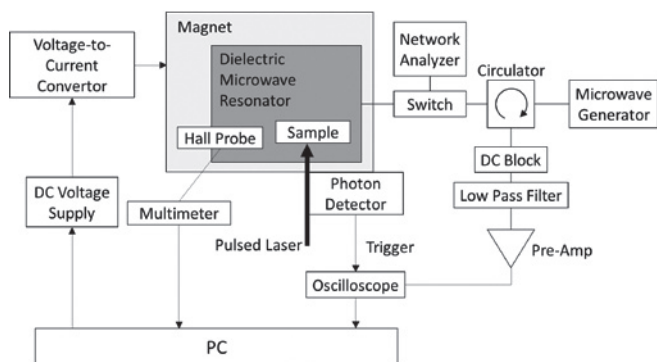 Voltage-to-
Current
Convertor
Magnet
Dielectric
Microwave
Resonator
Hall Probe
Sample
Network
Analyzer
Switch
Circulator
Microwave
Generator
DC Block
Low Pass Filter
Pre-Amp
DC Voltage
Supply
Multimeter
Photon
Detector
Pulsed Laser
Trigger
Oscilloscope
PC